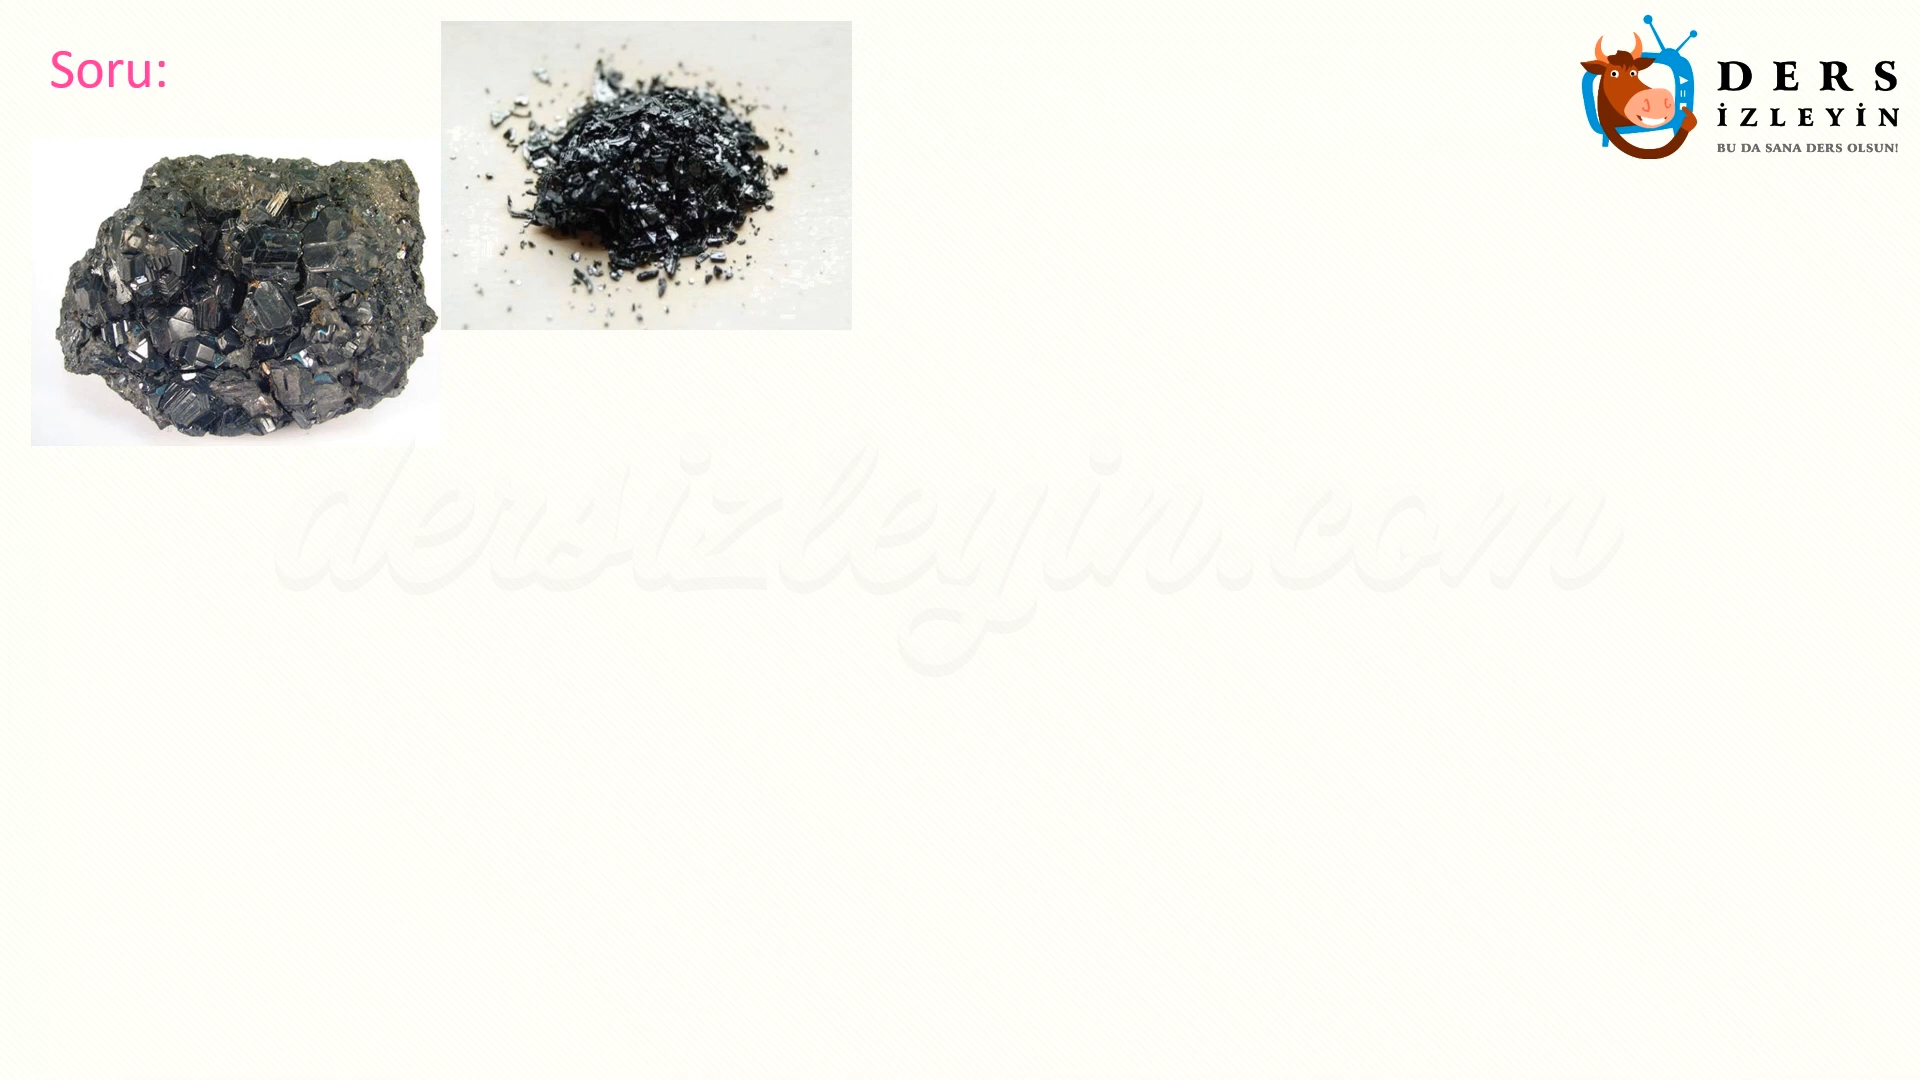 Soru:
DERS
İZLEYİN
BU DA SANA DERS OLSUN!
dersizleyin.com